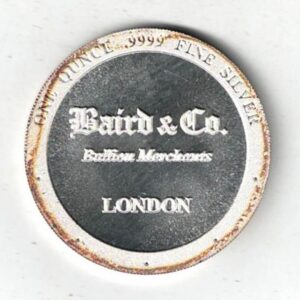 ONE OUNCE .9999 FINE SILVER
Baird & Co.
Bullion Merchants
LONDON